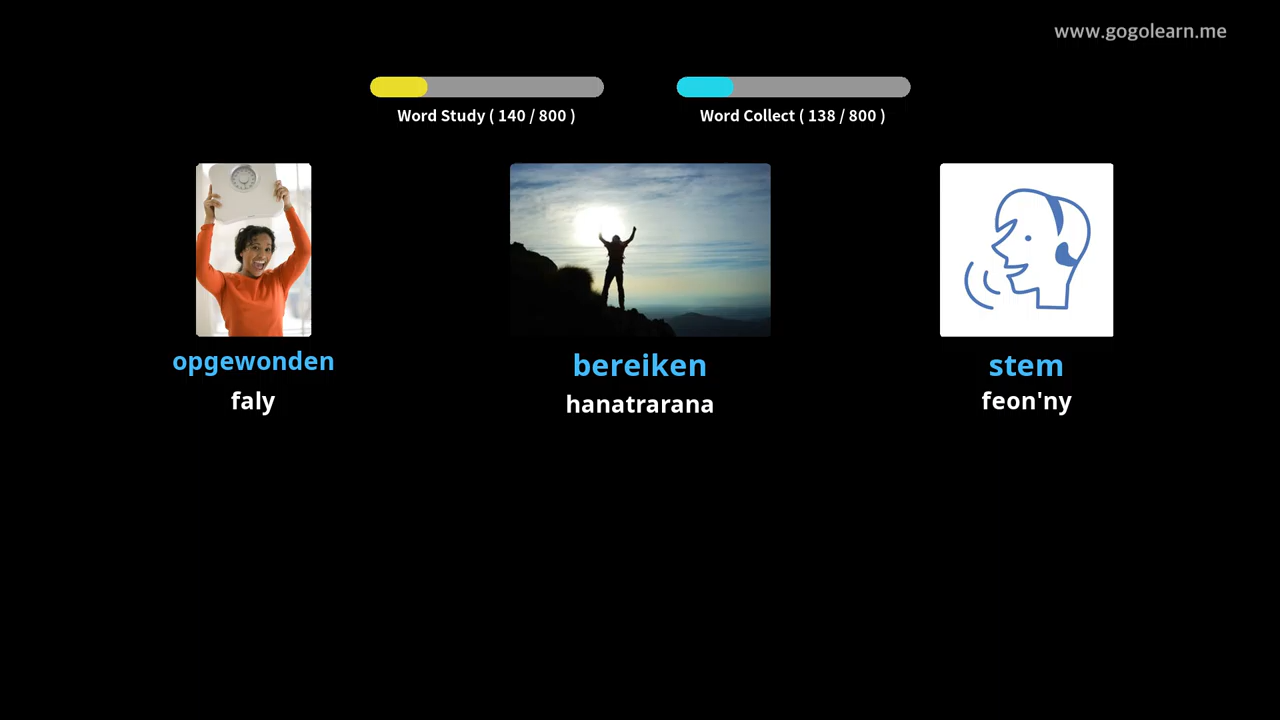 www.gogolearn.me
Word Study ( 140 / 800 )
Word Collect ( 138 / 800 )
opgewonden
bereiken
stem
faly
hanatrarana
feon'ny